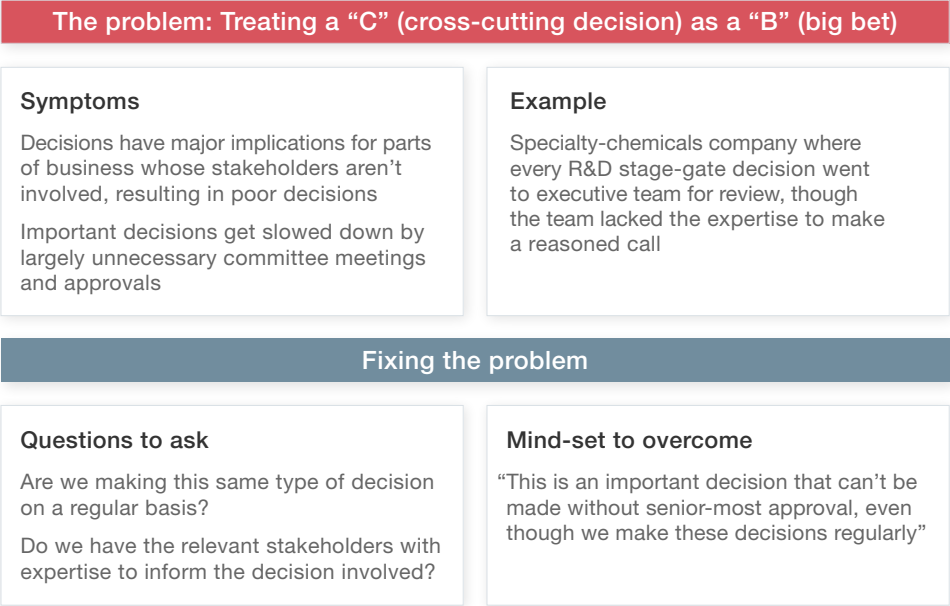 The problem: Treating a “C” (cross-cutting decision) as a “B” (big bet)
Symptoms
Decisions have major implications for parts
of business whose stakeholders aren’t
involved, resulting in poor decisions
Important decisions get slowed down by
largely unnecessary committee meetings
and approvals
Example
Specialty-chemicals company where
every R&D stage-gate decision went
to executive team for review, though
the team lacked the expertise to make
a reasoned call
Fixing the problem
Questions to ask
Are we making this same type of decision
on a regular basis?
Do we have the relevant stakeholders with
expertise to inform the decision involved?
Mind-set to overcome
“This is an important decision that can’t be
made without senior-most approval, even
though we make these decisions regularly”